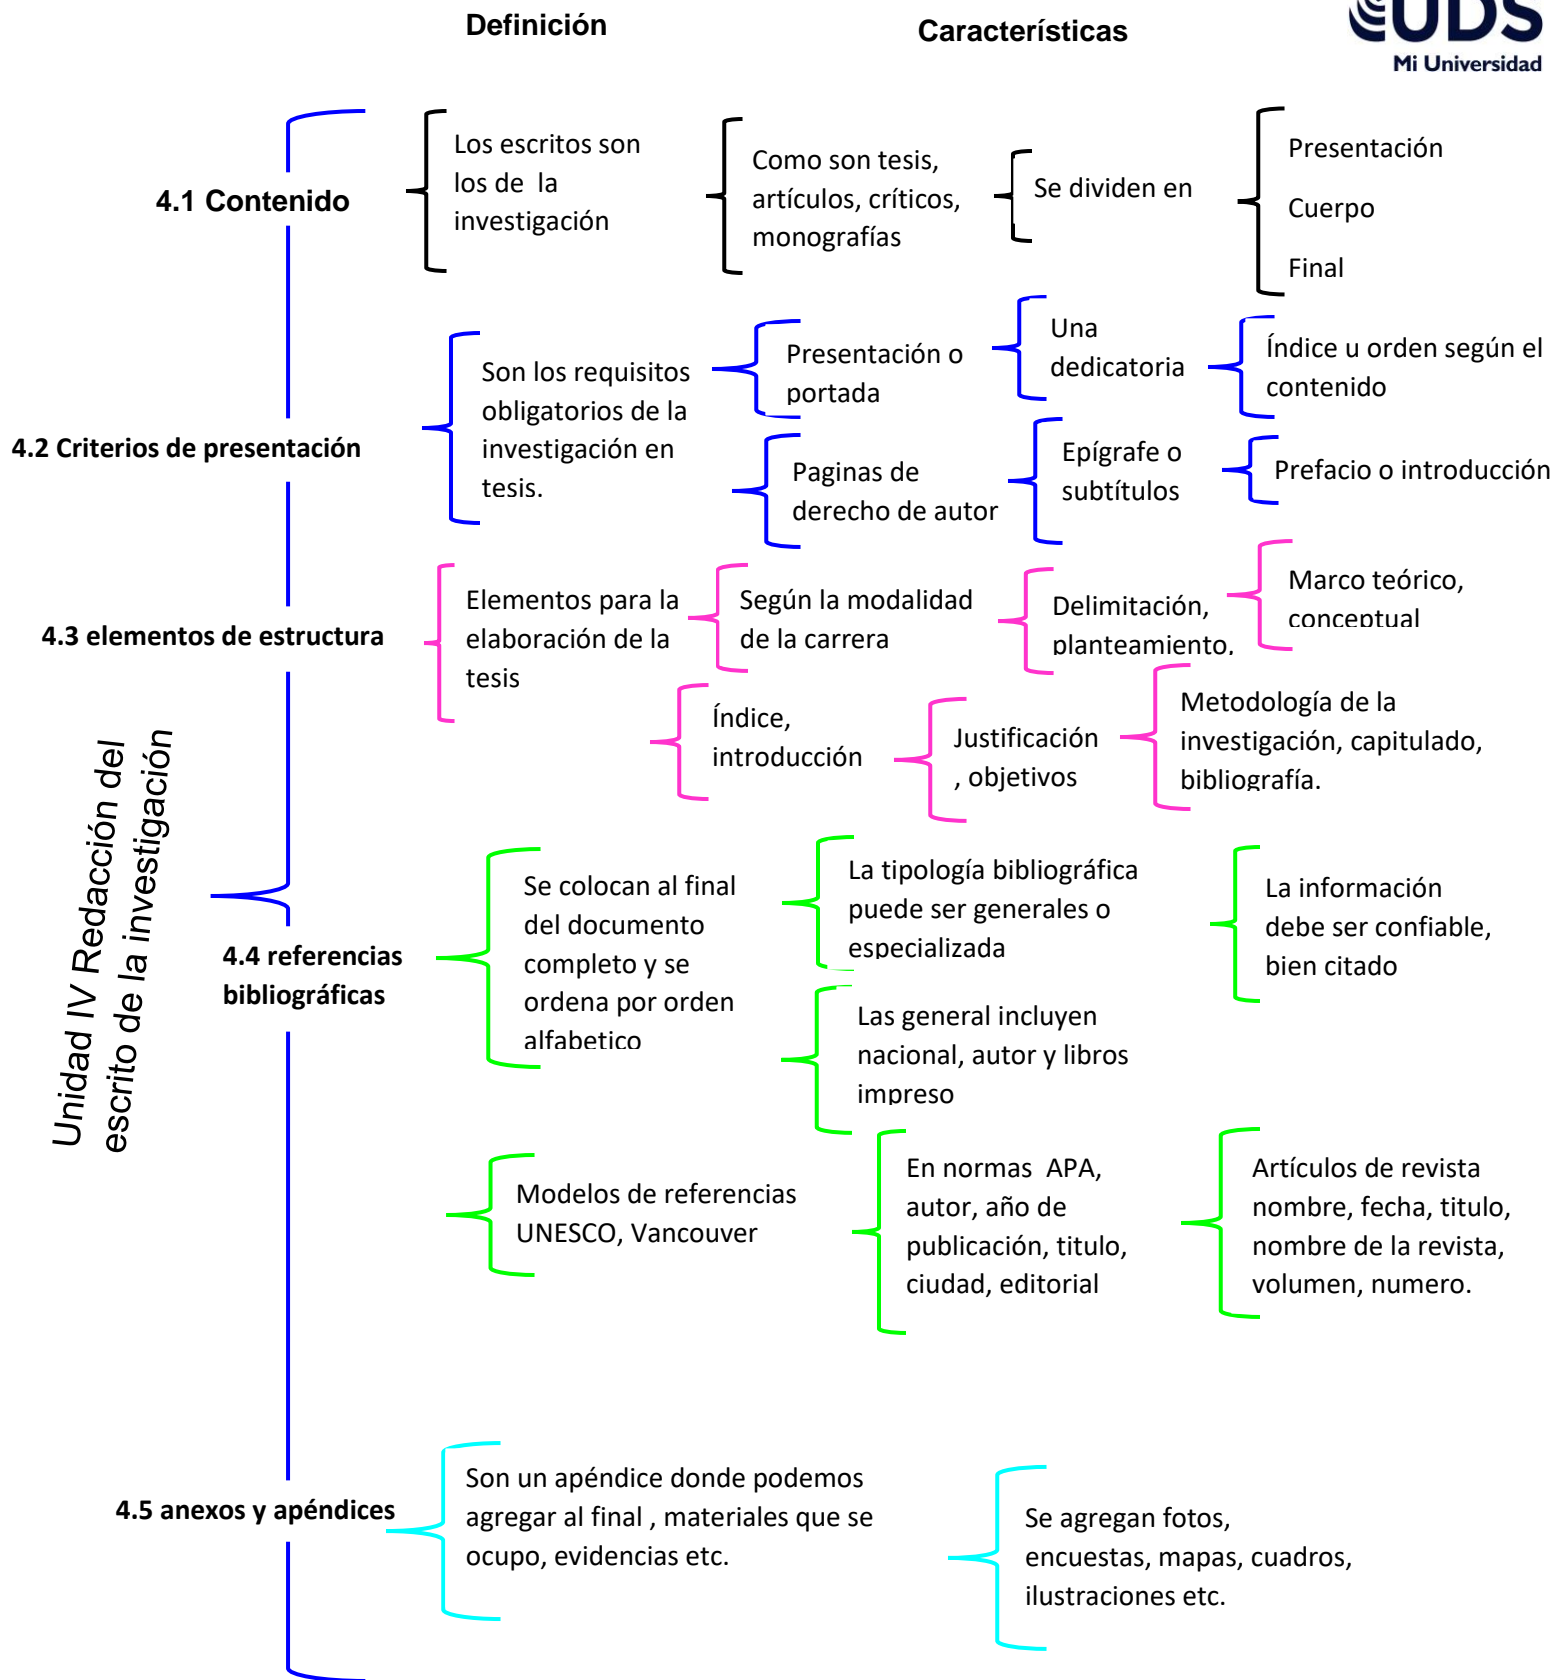 Definición
Características
UDS
Mi Universidad
Unidad IV Redacción del
escrito de la investigación
4.1 Contenido
Los escritos son
los de  la
investigación
Como son tesis,
artículos, críticos,
monografías
Se dividen en
Presentación
Cuerpo
Final
4.2 Criterios de presentación
Son los requisitos
obligatorios de la
investigación en
tesis.
Presentación o
portada
Una
dedicatoria
Índice u orden según el
contenido
Paginas de
derecho de autor
Epígrafe o
subtítulos
Prefacio o introducción
4.3 elementos de estructura
Elementos para la
elaboración de la
tesis
Según la modalidad
de la carrera
Delimitación,
planteamiento,
Marco teórico,
conceptual
Índice,
introducción
Justificación
, objetivos
Metodología de la
investigación, capitulado,
bibliografía.
4.4 referencias
bibliográficas
Se colocan al final
del documento
completo y se
ordena por orden
alfabetico
La tipología bibliográfica
puede ser generales o
especializada
La información
debe ser confiable,
bien citado
Las general incluyen
nacional, autor y libros
impreso
Modelos de referencias
UNESCO, Vancouver
En normas  APA,
autor, año de
publicación, titulo,
ciudad, editorial
Artículos de revista
nombre, fecha, titulo,
nombre de la revista,
volumen, numero.
4.5 anexos y apéndices
Son un apéndice donde podemos
agregar al final , materiales que se
ocupo, evidencias etc.
Se agregan fotos,
encuestas, mapas, cuadros,
ilustraciones etc.